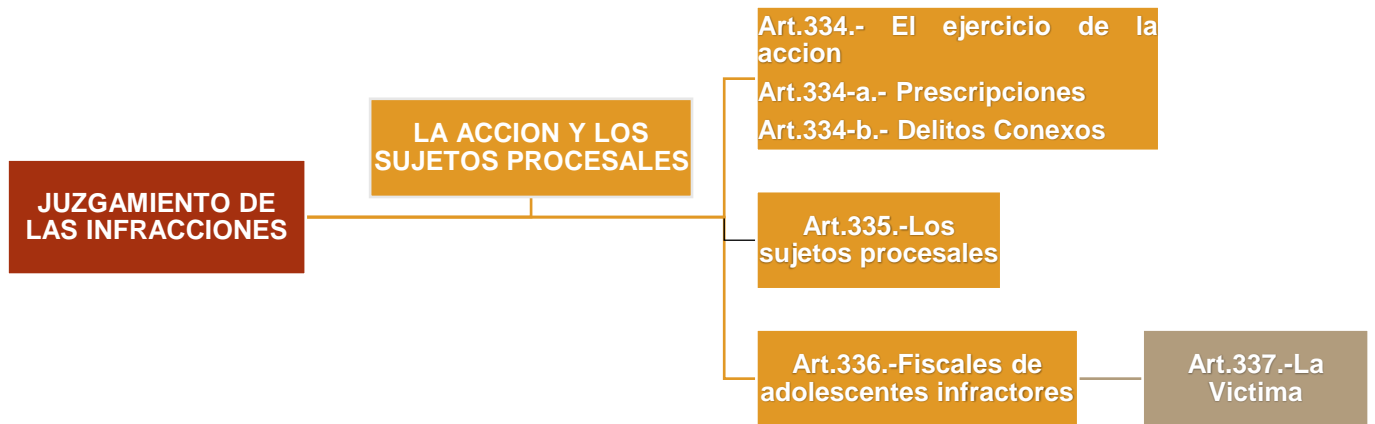 JUZGAMIENTO DE
LAS INFRACCIONES
LA ACCION Y LOS
SUJETOS PROCESALES
Art.334.- El ejercicio de la
accion
Art.334-a.- Prescripciones
Art.334-b.- Delitos Conexos
Art.335.-Los
sujetos procesales
Art.336.-Fiscales de
adolescentes infractores
Art.337.-La
Victima